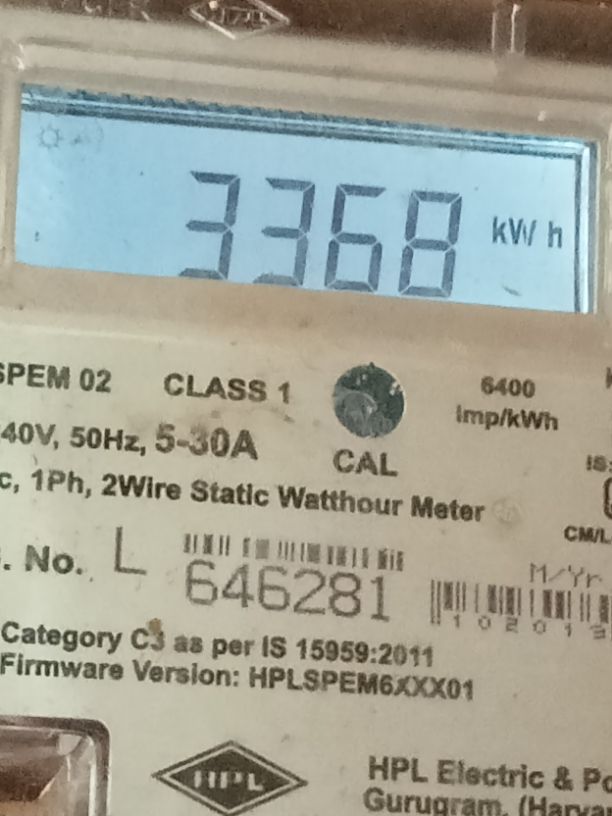 3368 kWh
SPEM 02 CLASS 1 6400
imp/kWh
40V, 50Hz, 5-30A CAL
c, 1Ph, 2Wire Static Watthour Meter
IS:
CM/L
. No. L 646281
M/Yr
Category C3 as per IS 15959:2011
Firmware Version: HPLSPEM6XXX01
HPL
HPL Electric & Po
Gurugram, (Harya